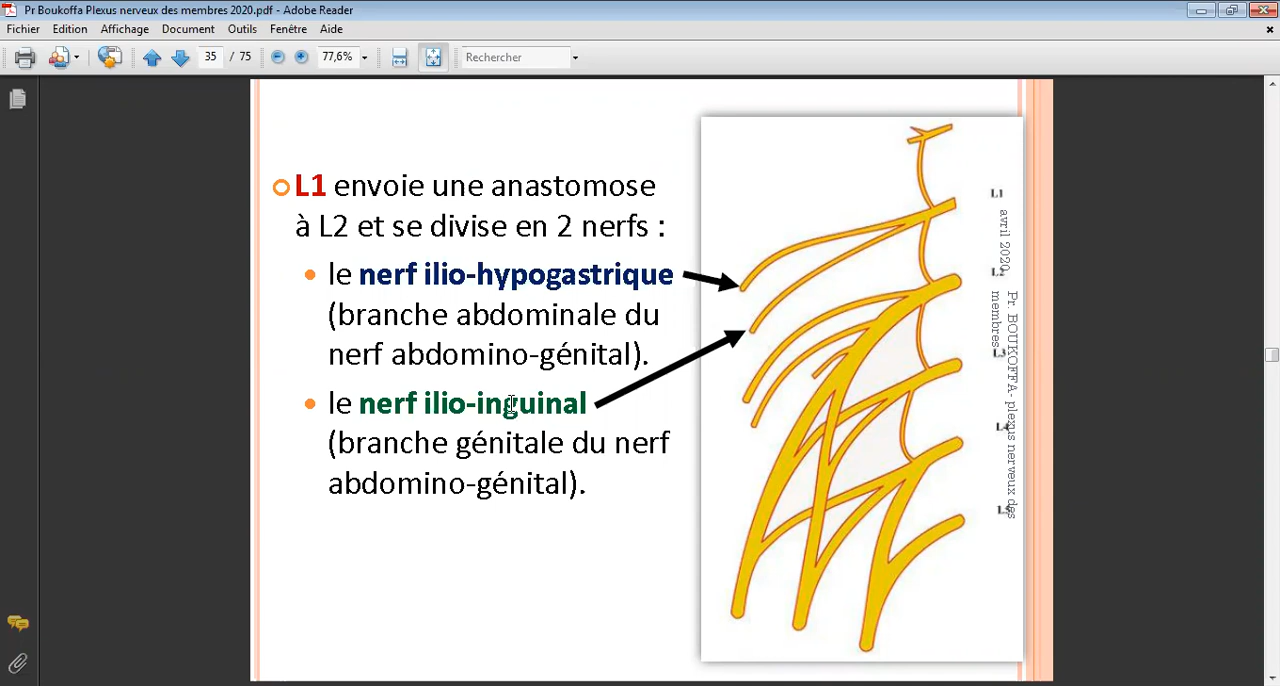 Pr Boukoffa Plexus nerveux des membres 2020.pdf - Adobe Reader
Fichier Edition Affichage Document Outils Fenêtre Aide
35 / 75 77,6% Rechercher
L1 envoie une anastomose
à L2 et se divise en 2 nerfs :
le nerf ilio-hypogastrique
(branche abdominale du
nerf abdomino-génital).
le nerf ilio-inguinal
(branche génitale du nerf
abdomino-génital).
L1
L2
L3
L4
L5
avril 2020
Pr. BOUKOFFA- plexus nerveux des
membres